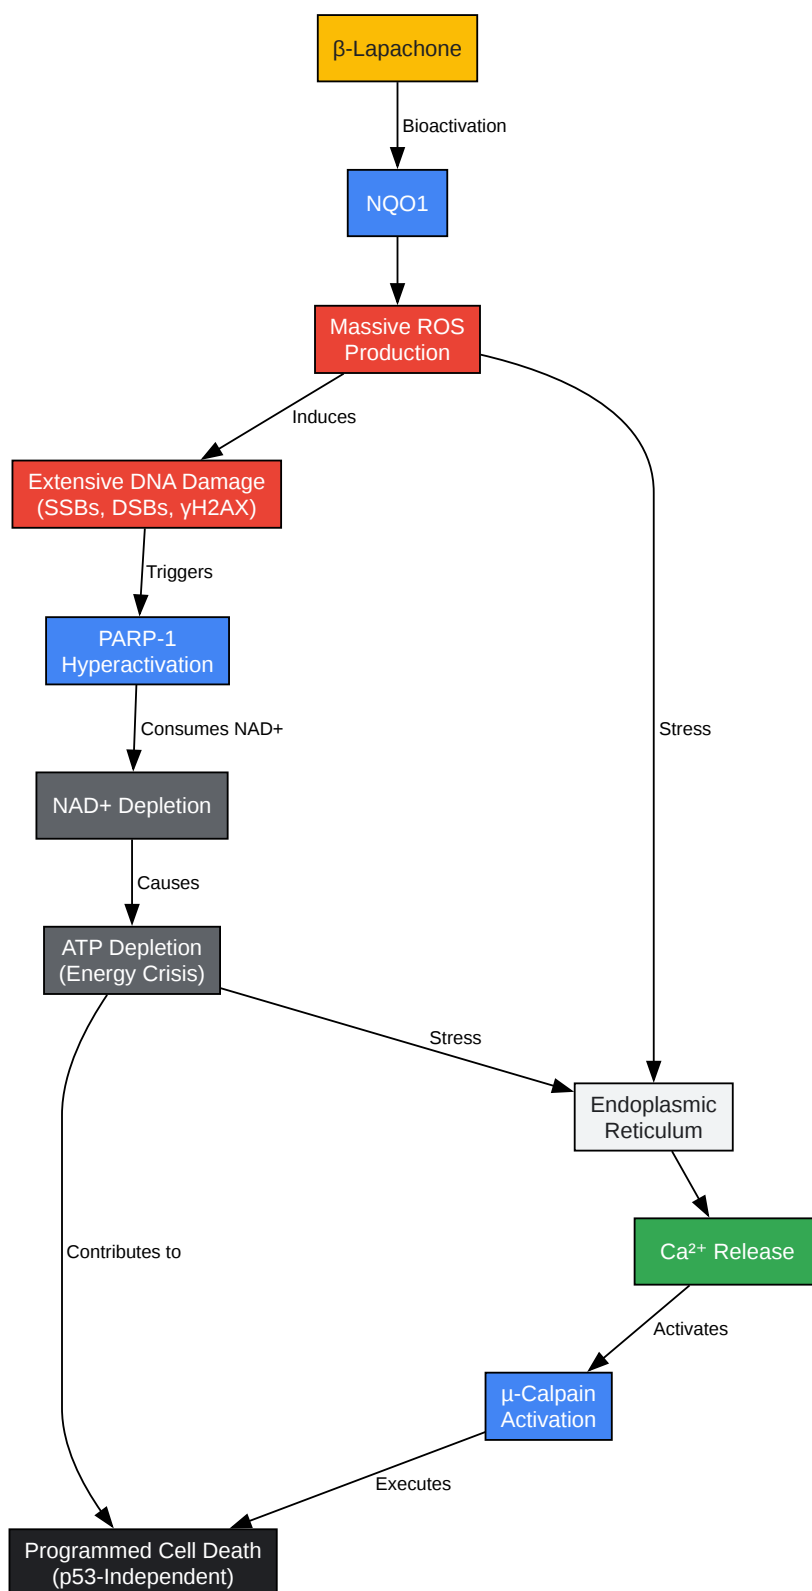 β-Lapachone
Bioactivation
NQO1
Massive ROS
Production
Induces
Extensive DNA Damage
(SSBs, DSBs, γH2AX)
Triggers
PARP-1
Hyperactivation
Consumes NAD+
Stress
NAD+ Depletion
Causes
ATP Depletion
(Energy Crisis)
Stress
Endoplasmic
Reticulum
Contributes to
Ca²⁺ Release
Activates
µ-Calpain
Activation
Executes
Programmed Cell Death
(p53-Independent)